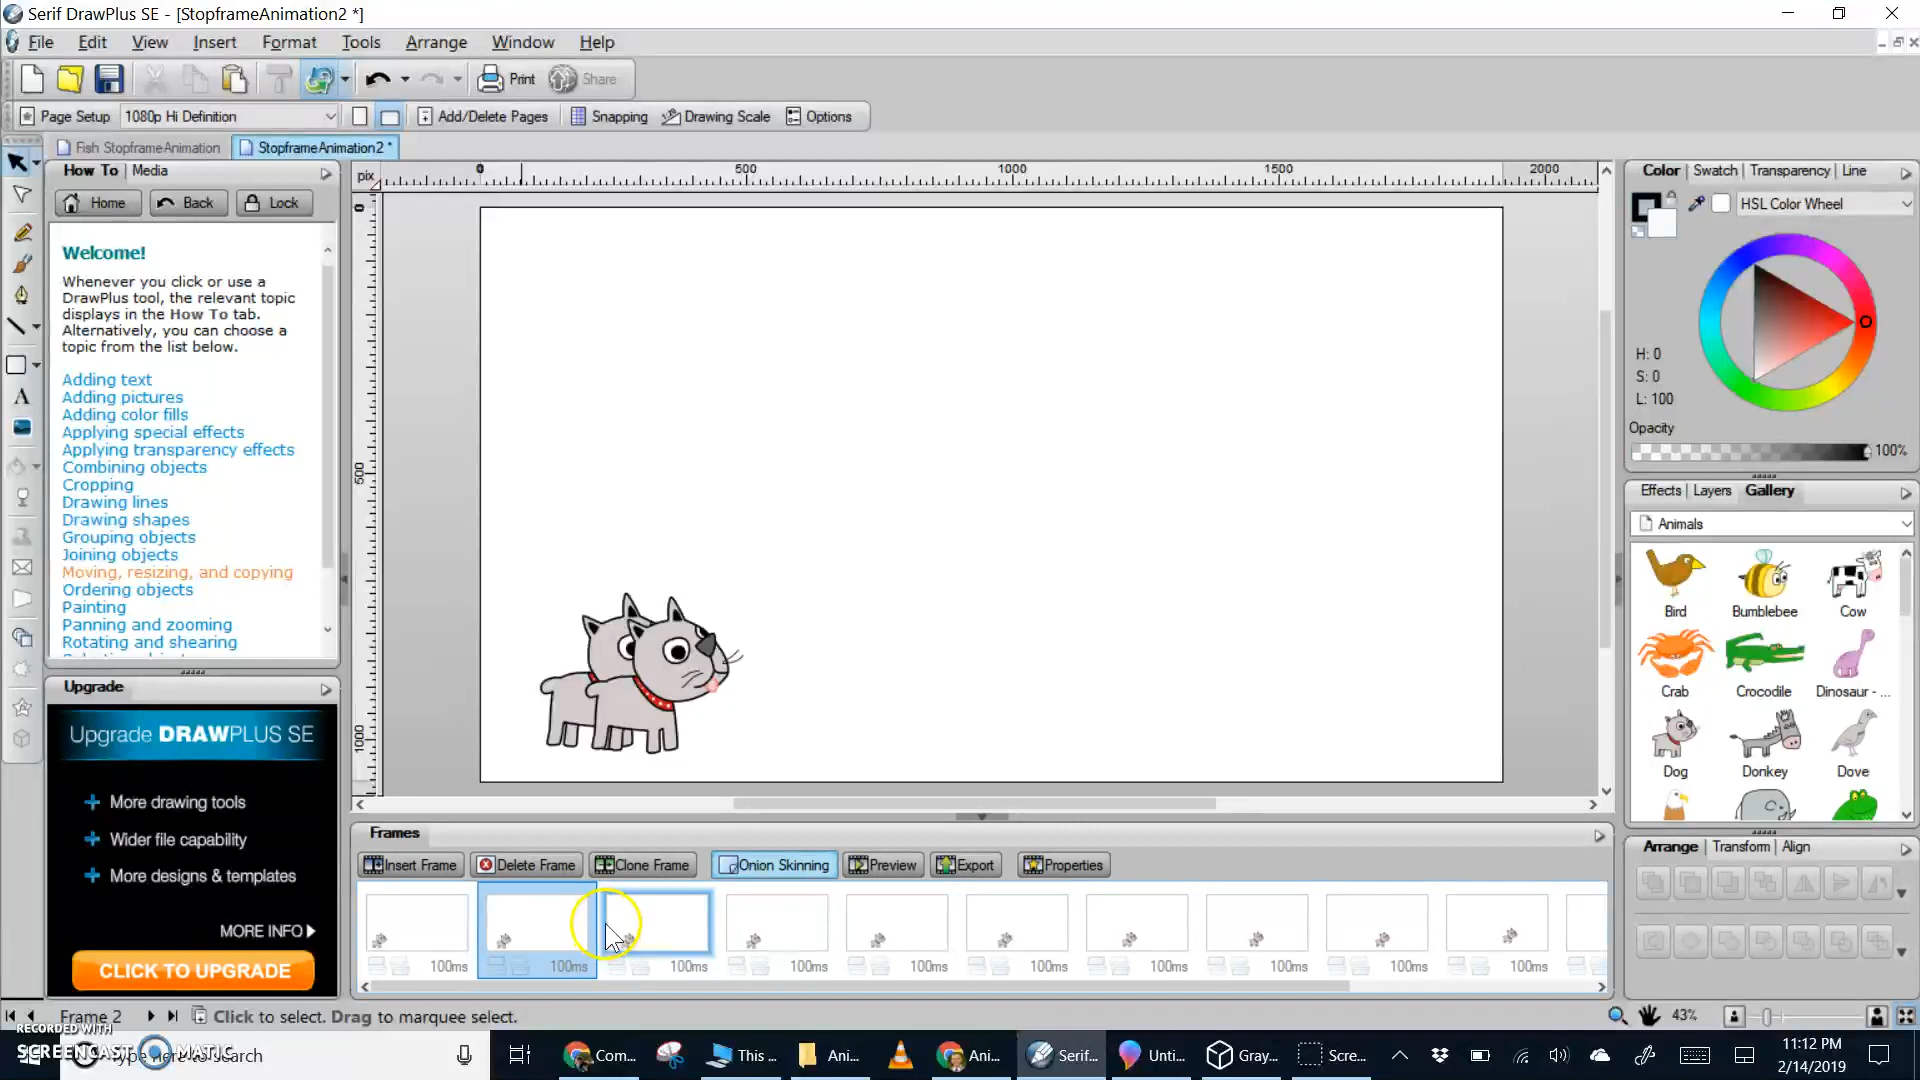 Serif DrawPlus SE - [StopframeAnimation2 *]
File Edit View Insert Format Tools Arrange Window Help
Print Share
Page Setup 1080p Hi Definition Add/Delete Pages Snapping Drawing Scale Options
Fish StopframeAnimation StopframeAnimation2 *
How To Media
Home Back Lock
Welcome!
Whenever you click or use a
DrawPlus tool, the relevant topic
displays in the How To tab.
Alternatively, you can choose a
topic from the list below.
Adding text
Adding pictures
Adding color fills
Applying special effects
Applying transparency effects
Combining objects
Cropping
Drawing lines
Drawing shapes
Grouping objects
Joining objects
Moving, resizing, and copying
Ordering objects
Painting
Panning and zooming
Rotating and shearing
Upgrade
Upgrade DRAWPLUS SE
More drawing tools
Wider file capability
More designs & templates
MORE INFO
CLICK TO UPGRADE
pix 0 500 1000 1500 2000
0
500
1000
Color Swatch Transparency Line
HSL Color Wheel
H: 0
S: 0
L: 100
Opacity
100%
Effects Layers Gallery
Animals
Bird Bumblebee Cow
Crab Crocodile Dinosaur - ...
Dog Donkey Dove
Arrange Transform Align
Frames
Insert Frame Delete Frame Clone Frame Onion Skinning Preview Export Properties
100ms 100ms 100ms 100ms 100ms 100ms 100ms 100ms 100ms 100ms
Frame 2 Click to select. Drag to marquee select. 43%
RECORDED WITH
SCREENCAST MATIC
Type here to search
Com... This ... Ani... Ani... Serif... Unti... Gray... Scre...
11:12 PM
2/14/2019